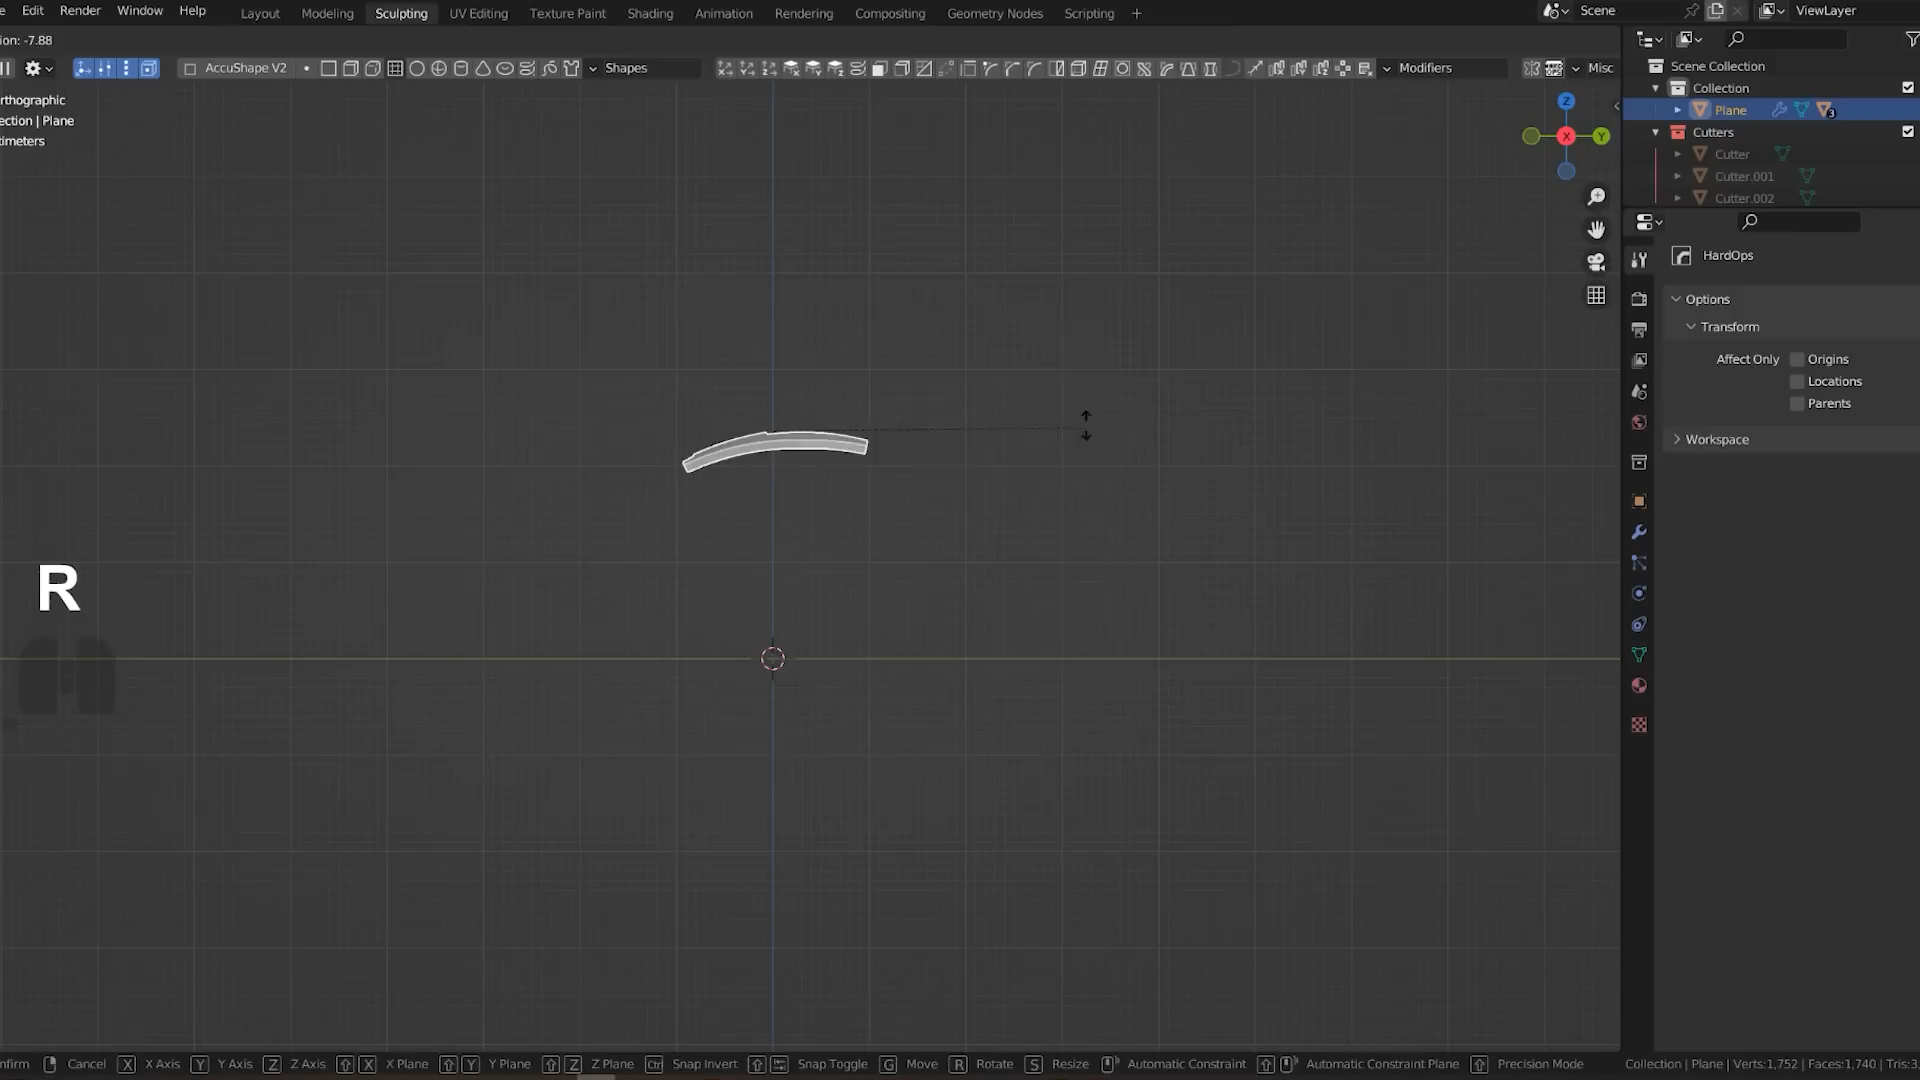 Edit Render Window Help Layout Modeling Sculpting UV Editing Texture Paint Shading Animation Rendering Compositing Geometry Nodes Scripting + Scene ViewLayer
ion: -7.88
AccuShape V2 Shapes Modifiers Misc
Scene Collection
Collection
Plane 3
Cutters
Cutter
Cutter.001
Cutter.002
rthographic
ection | Plane
timeters
Z
X
Y
HardOps
Options
Transform
Affect Only Origins
Locations
Parents
Workspace
R
nfirm Cancel X X Axis Y Y Axis Z Z Axis X X Plane Y Y Plane Z Z Plane Ctrl Snap Invert Snap Toggle G Move R Rotate S Resize Automatic Constraint Automatic Constraint Plane Precision Mode Collection | Plane | Verts:1,752 | Faces:1,740 | Tris:3,